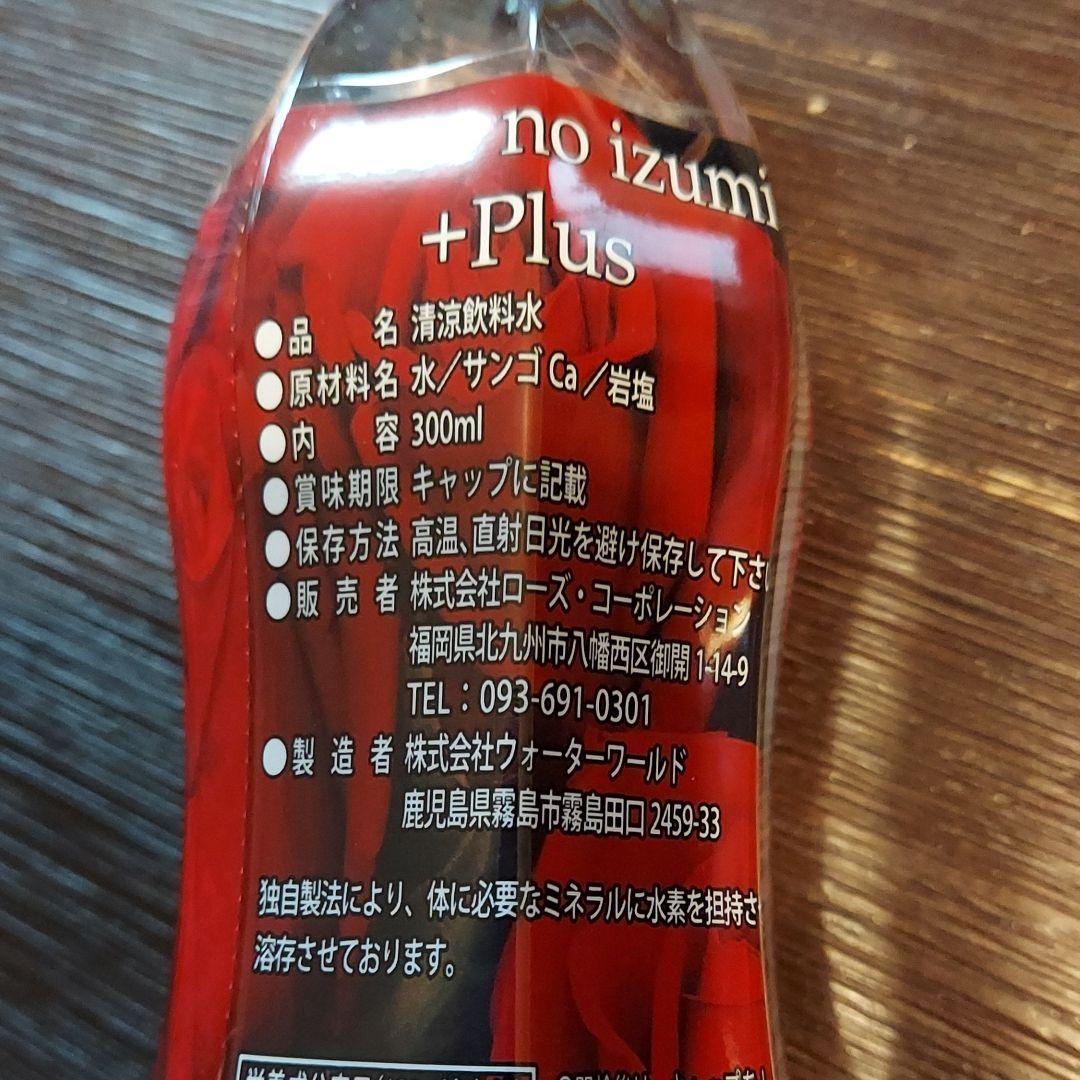 no izumi
+Plus
●品名 清涼飲料水
●原材料名 水／サンゴCa／岩塩
●内容 300ml
●賞味期限 キャップに記載
●保存方法 高温、直射日光を避け保存して下さ
●販売者 株式会社ローズ・コーポレーション
福岡県北九州市八幡西区御開1-14-9
TEL：093-691-0301
●製造者 株式会社ウォーターワールド
鹿児島県霧島市霧島田口2459-33
独自製法により、体に必要なミネラルに水素を担持さ
溶存させております。